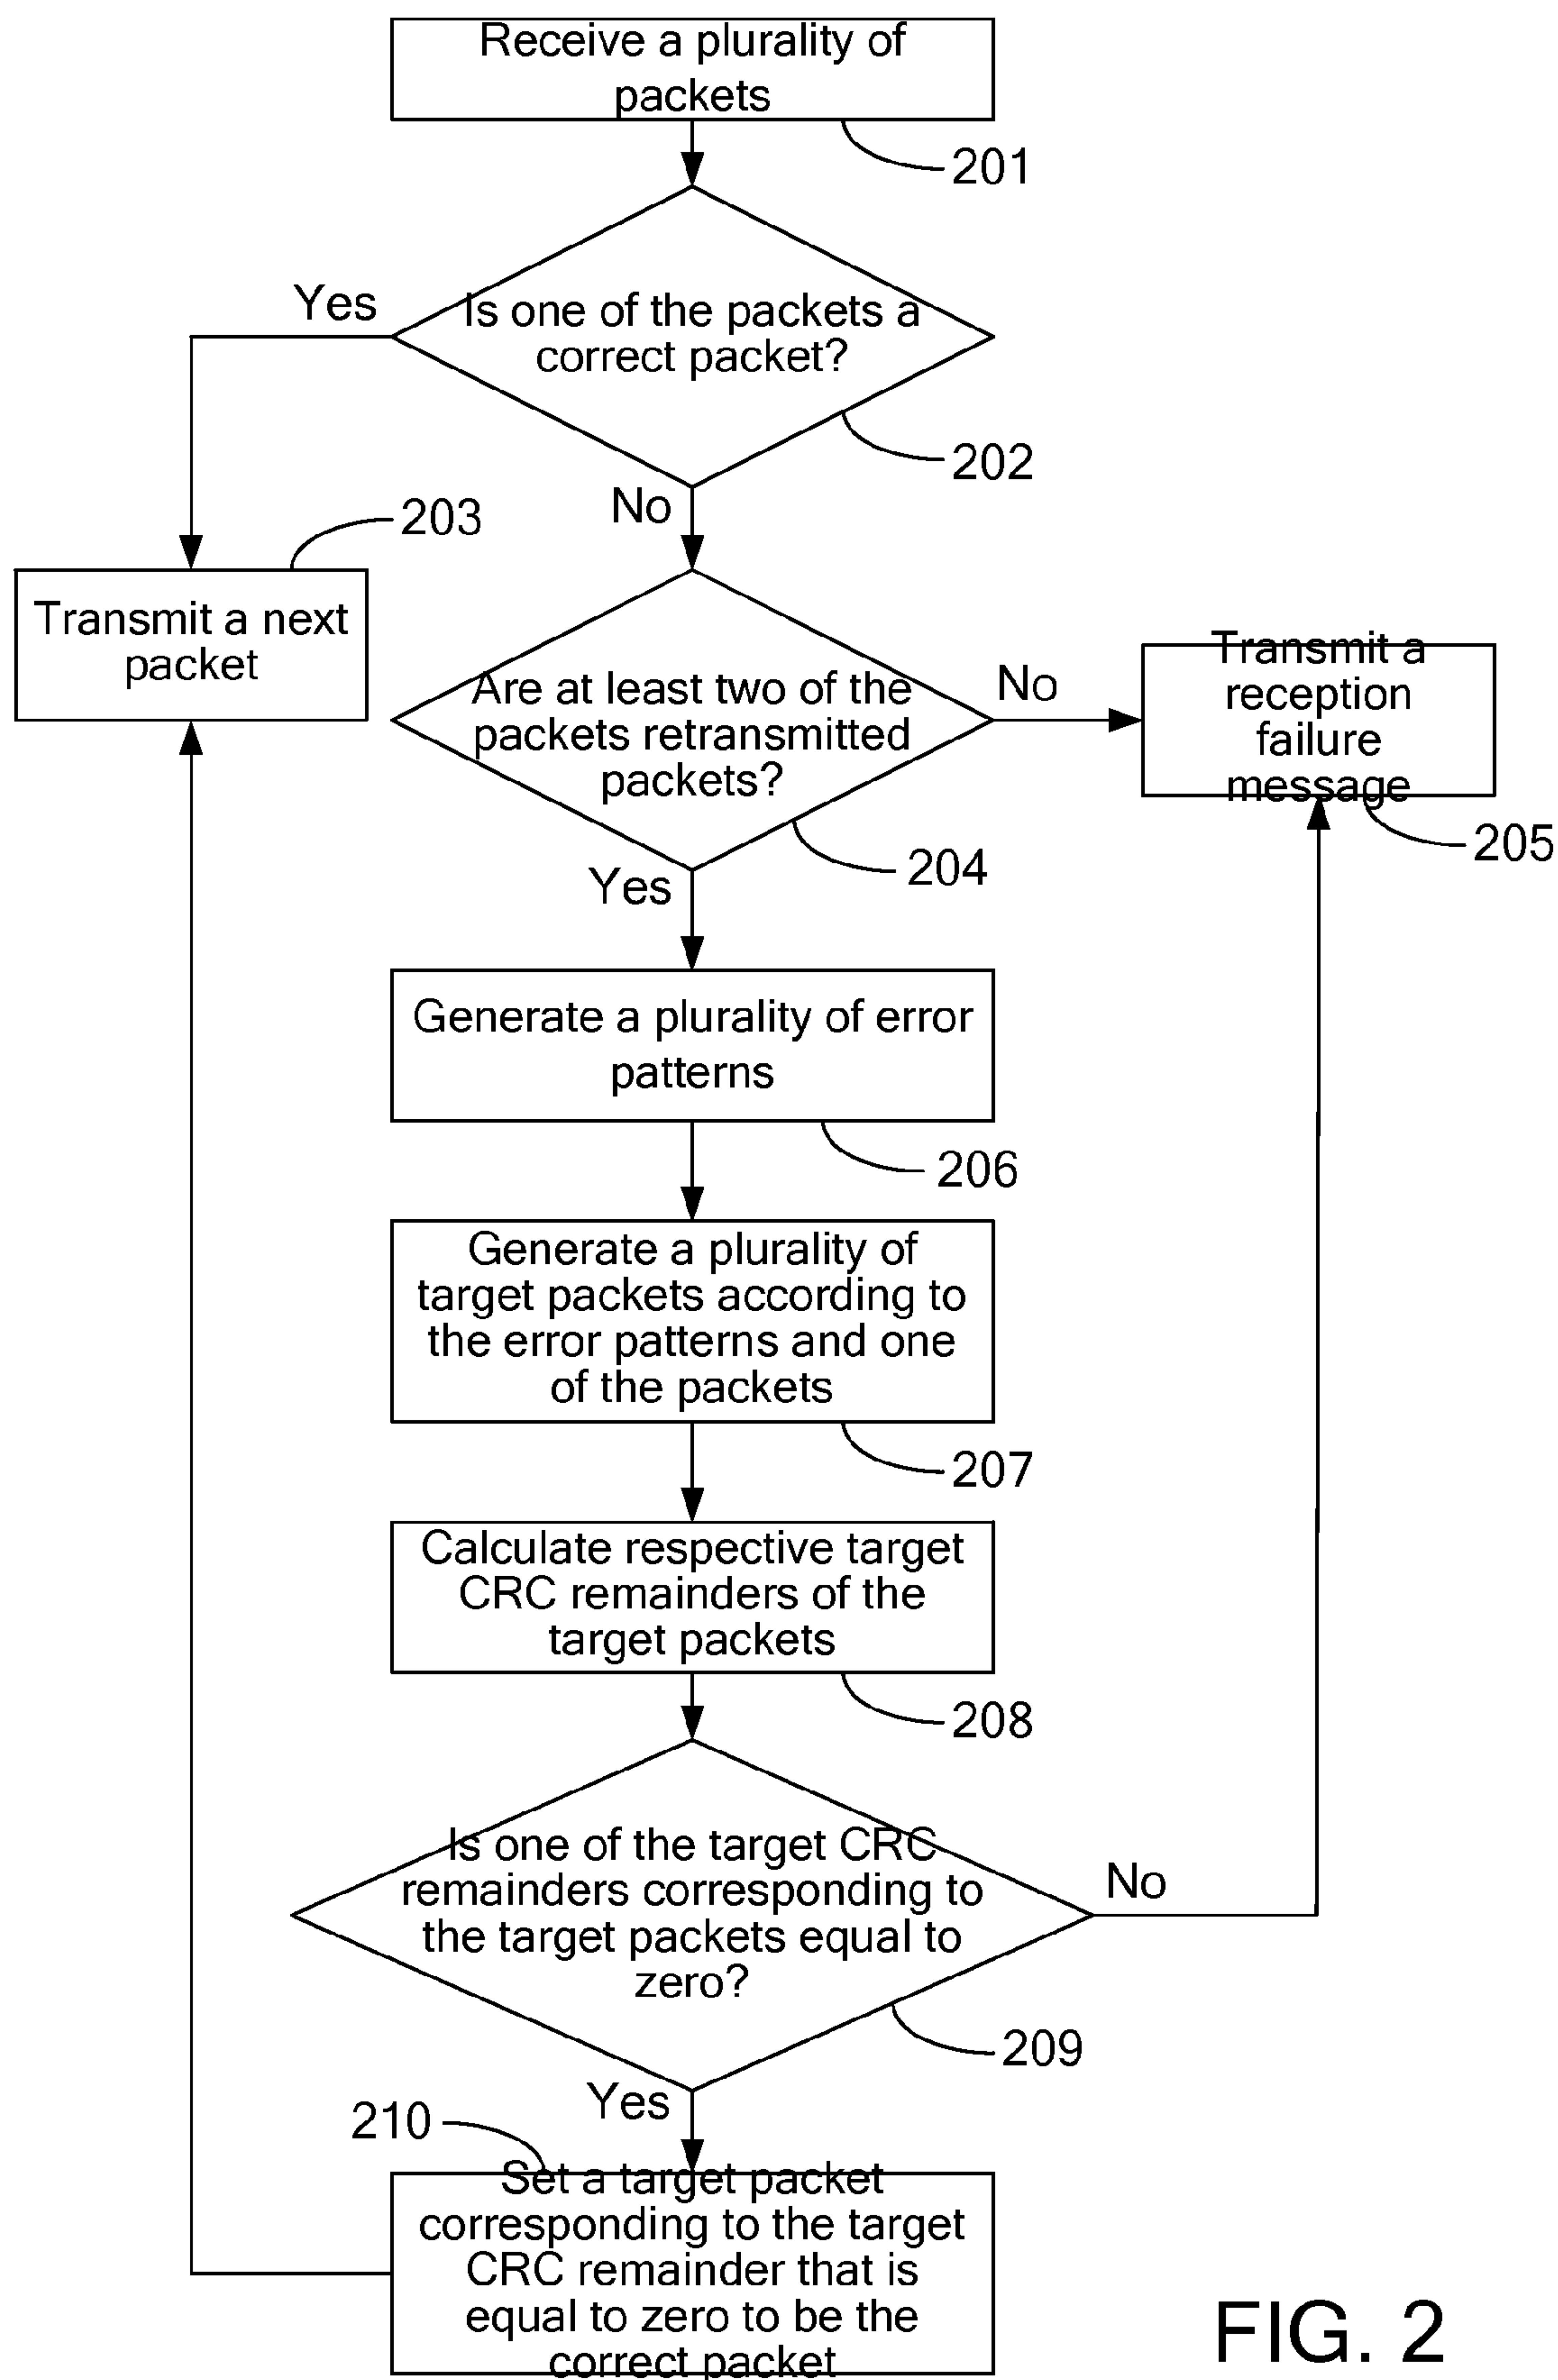 Receive a plurality of
packets
201
Yes
Is one of the packets a
correct packet?
202
No
203
Transmit a next
packet
Are at least two of the
packets retransmitted
packets?
No
Transmit a
reception
failure
message
204
205
Yes
Generate a plurality of error
patterns
206
Generate a plurality of
target packets according to
the error patterns and one
of the packets
207
Calculate respective target
CRC remainders of the
target packets
208
Is one of the target CRC
remainders corresponding to
the target packets equal to
zero?
No
209
Yes
210
Set a target packet
corresponding to the target
CRC remainder that is
equal to zero to be the
correct packet
FIG. 2